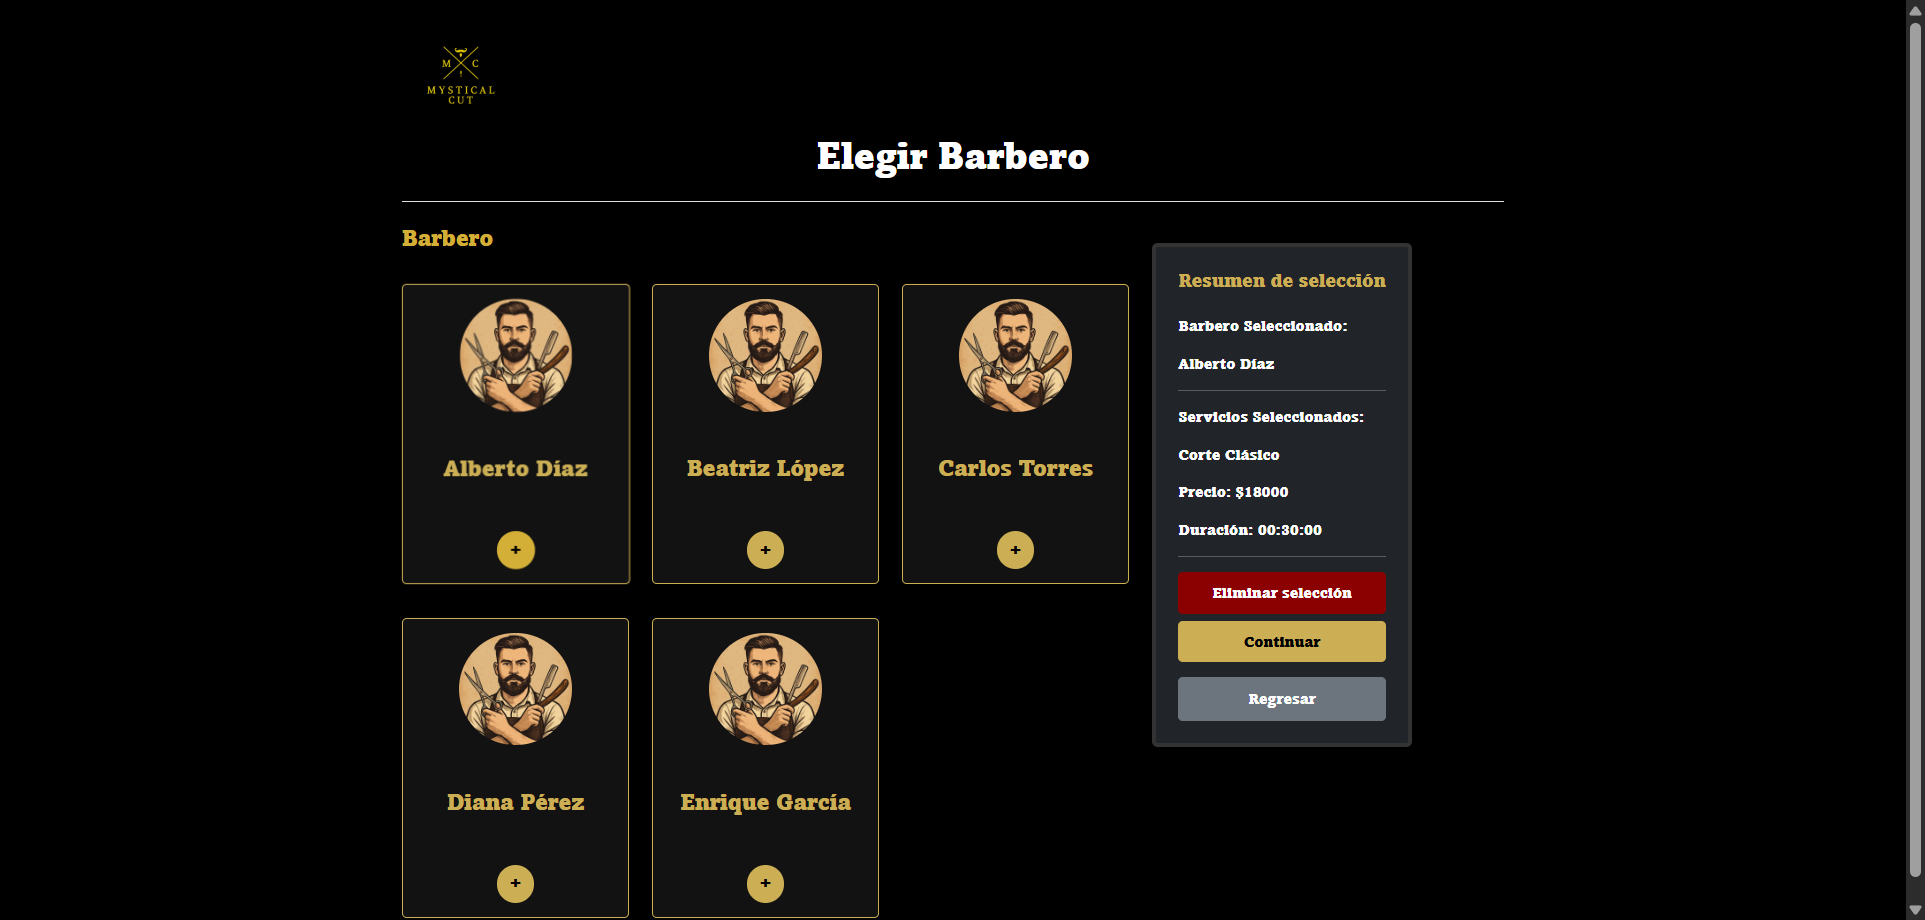 M C
MYSTICAL
CUT
Elegir Barbero
Barbero
Alberto Díaz
+
Beatriz López
+
Carlos Torres
+
Diana Pérez
+
Enrique García
+
Resumen de selección
Barbero Seleccionado:
Alberto Díaz
Servicios Seleccionados:
Corte Clásico
Precio: $18000
Duración: 00:30:00
Eliminar selección
Continuar
Regresar